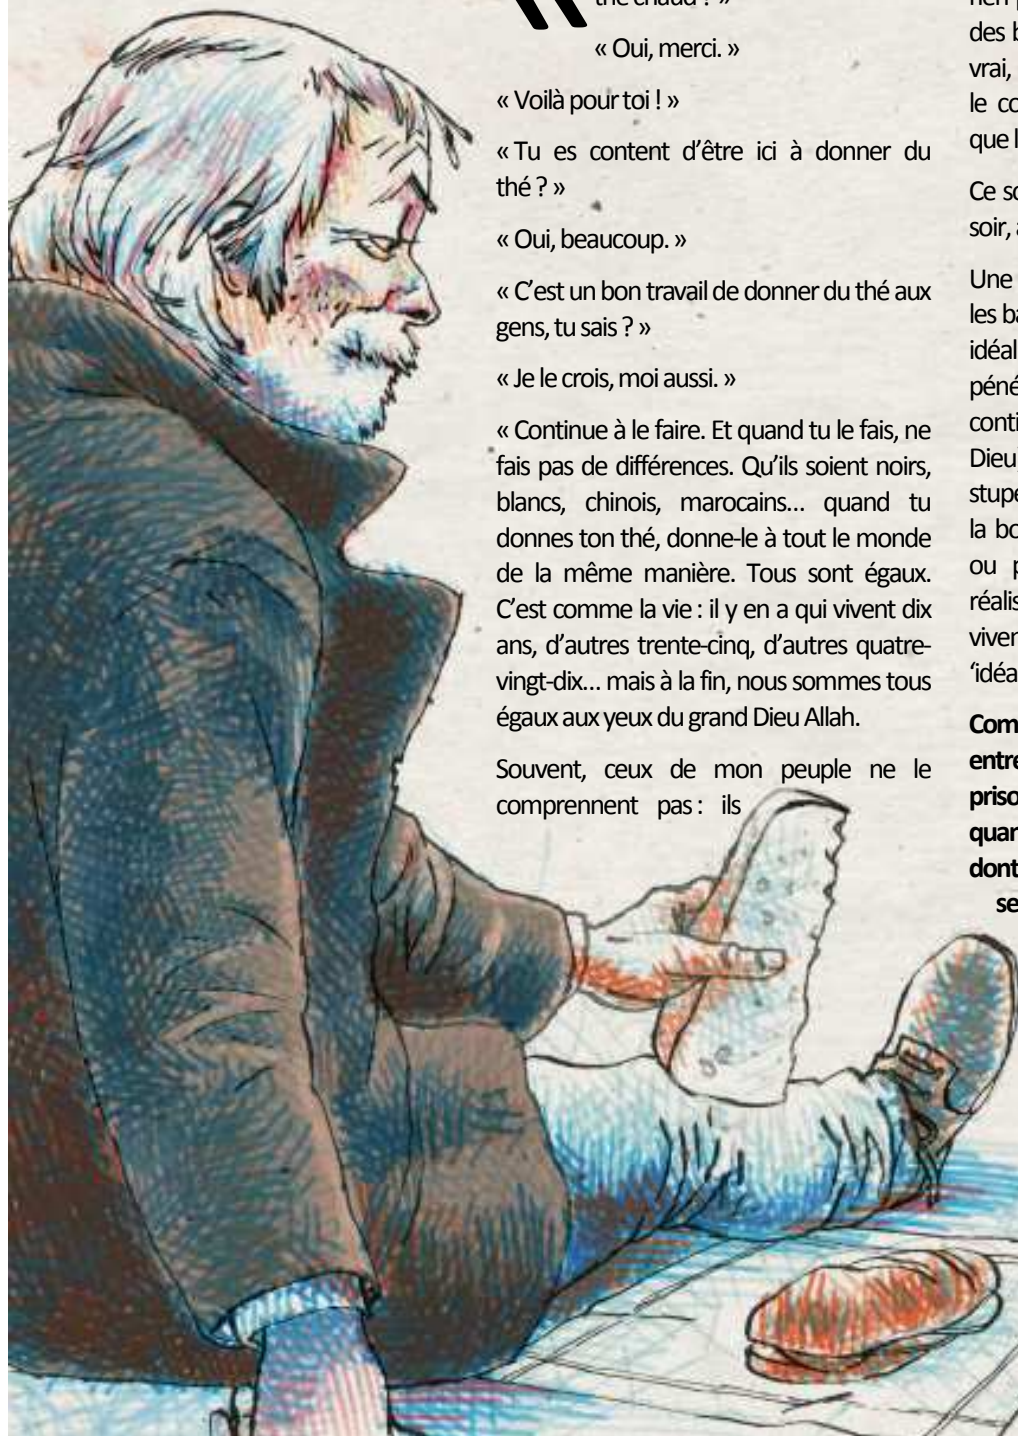 «
thé chaud ? »
« Oui, merci. »
« Voilà pour toi ! »
« Tu es content d’être ici à donner du
thé ? »
« Oui, beaucoup. »
« C’est un bon travail de donner du thé aux
gens, tu sais ? »
« Je le crois, moi aussi. »
« Continue à le faire. Et quand tu le fais, ne
fais pas de différences. Qu’ils soient noirs,
blancs, chinois, marocains… quand tu
donnes ton thé, donne-le à tout le monde
de la même manière. Tous sont égaux.
C’est comme la vie : il y en a qui vivent dix
ans, d’autres trente-cinq, d’autres quatre-
vingt-dix… mais à la fin, nous sommes tous
égaux aux yeux du grand Dieu Allah.
Souvent, ceux de mon peuple ne le
comprennent pas : ils
des b
vrai,
le co
que l
Ce so
soir, a
Une
les ba
idéal
péné
conti
Dieu
stupe
la bo
ou p
réalis
viven
‘idéa
Com
entre
priso
quan
dont
se